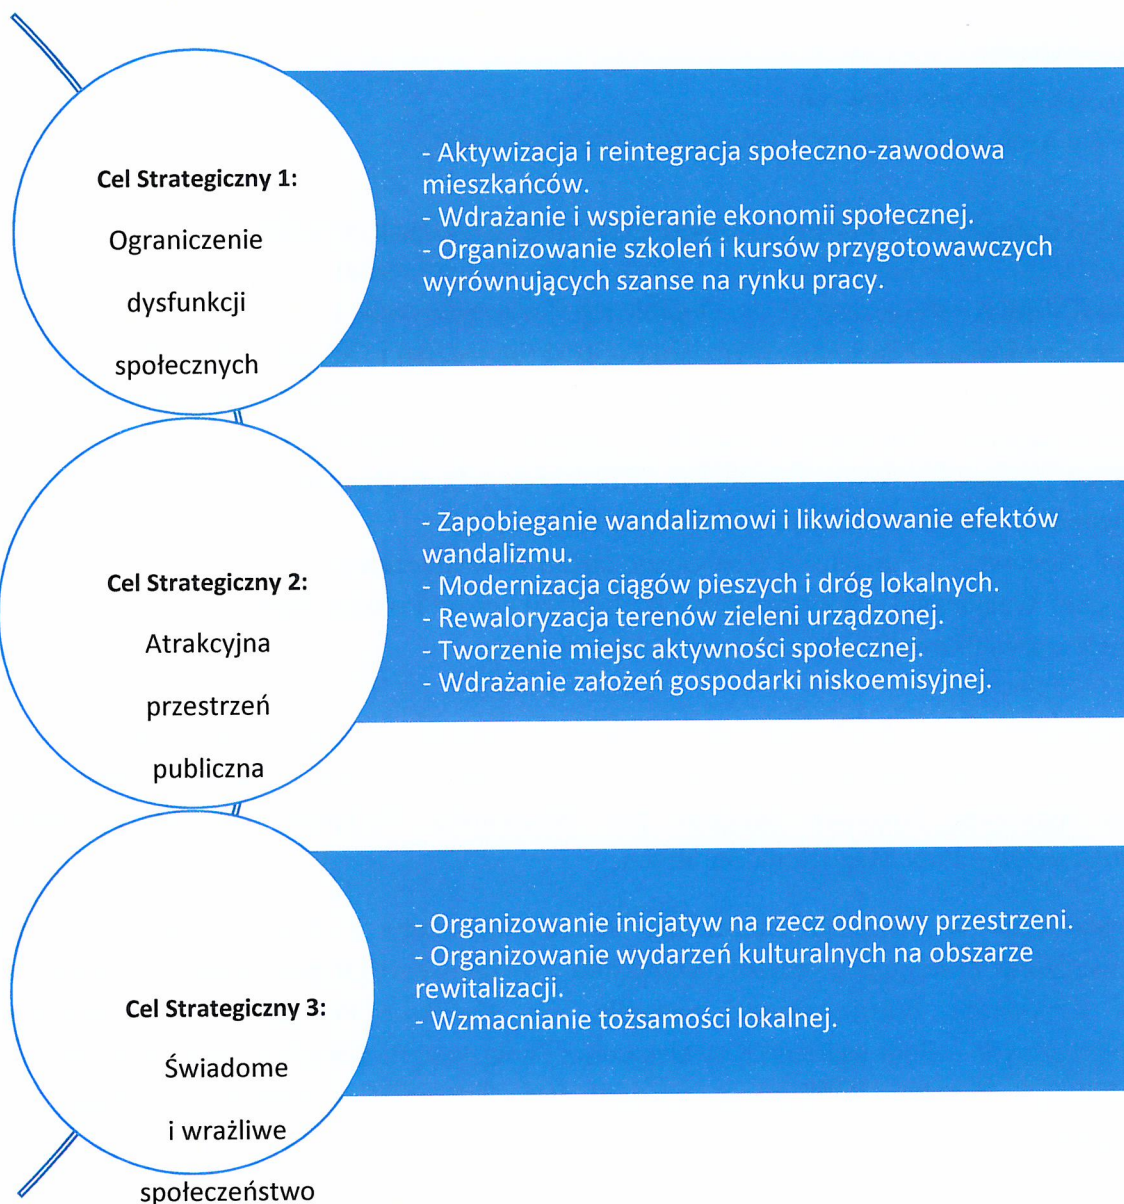 Cel Strategiczny 1:
Ograniczenie
dysfunkcji
społecznych
- Aktywizacja i reintegracja społeczno-zawodowa
mieszkańców.
- Wdrażanie i wspieranie ekonomii społecznej.
- Organizowanie szkoleń i kursów przygotowawczych
wyrównujących szanse na rynku pracy.
Cel Strategiczny 2:
Atrakcyjna
przestrzeń
publiczna
- Zapobieganie wandalizmowi i likwidowanie efektów
wandalizmu.
- Modernizacja ciągów pieszych i dróg lokalnych.
- Rewaloryzacja terenów zieleni urządzonej.
- Tworzenie miejsc aktywności społecznej.
- Wdrażanie założeń gospodarki niskoemisyjnej.
Cel Strategiczny 3:
Świadome
i wrażliwe
społeczeństwo
- Organizowanie inicjatyw na rzecz odnowy przestrzeni.
- Organizowanie wydarzeń kulturalnych na obszarze
rewitalizacji.
- Wzmacnianie tożsamości lokalnej.